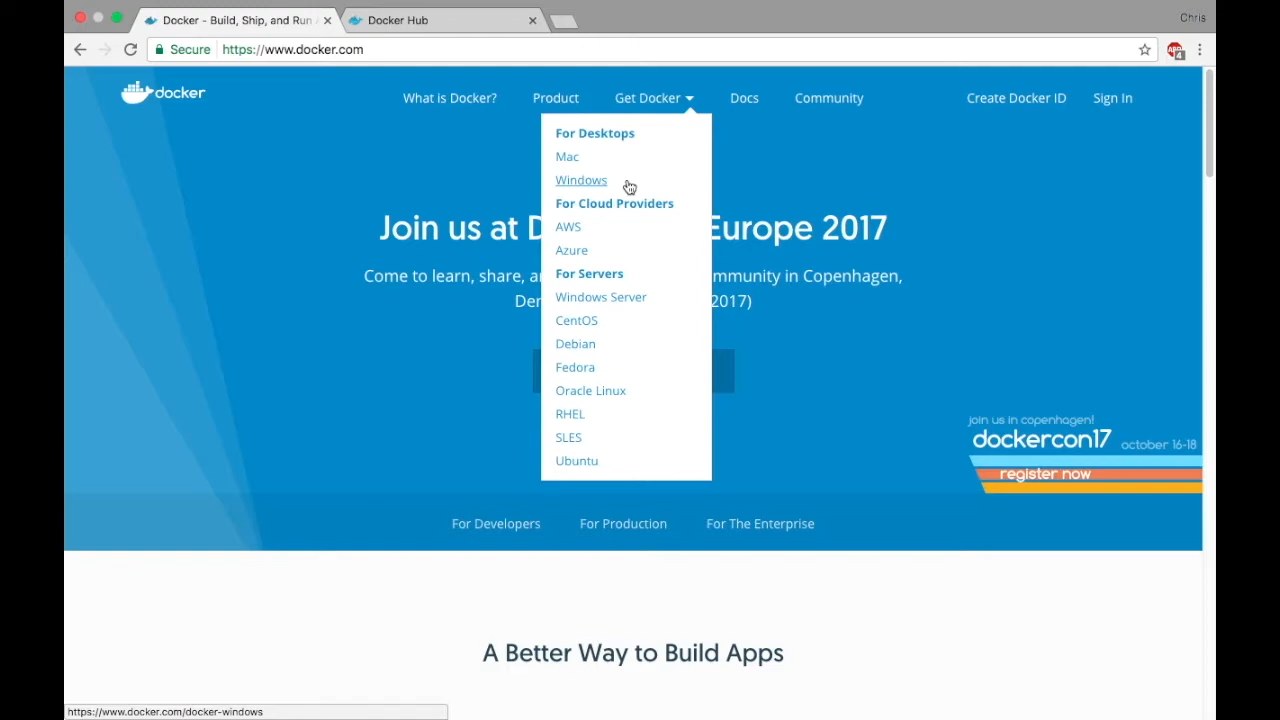 Docker - Build, Ship, and Run
Docker Hub
Chris
Secure
https://www.docker.com
ABP
4
docker
What is Docker?
Product
Get Docker
Docs
Community
Create Docker ID
Sign In
For Desktops
Mac
Windows
For Cloud Providers
AWS
Azure
For Servers
Windows Server
CentOS
Debian
Fedora
Oracle Linux
RHEL
SLES
Ubuntu
Join us at D Europe 2017
Come to learn, share, a mmunity in Copenhagen,
Den 2017)
join us in copenhagen!
dockercon17 october 16-18
register now
For Developers
For Production
For The Enterprise
A Better Way to Build Apps
https://www.docker.com/docker-windows